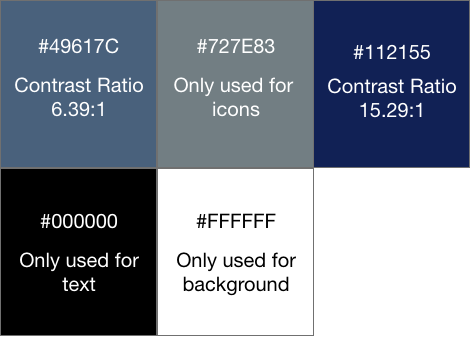 #49617C
Contrast Ratio
6.39:1
#727E83
Only used for
icons
#112155
Contrast Ratio
15.29:1
#000000
Only used for
text
#FFFFFF
Only used for
background